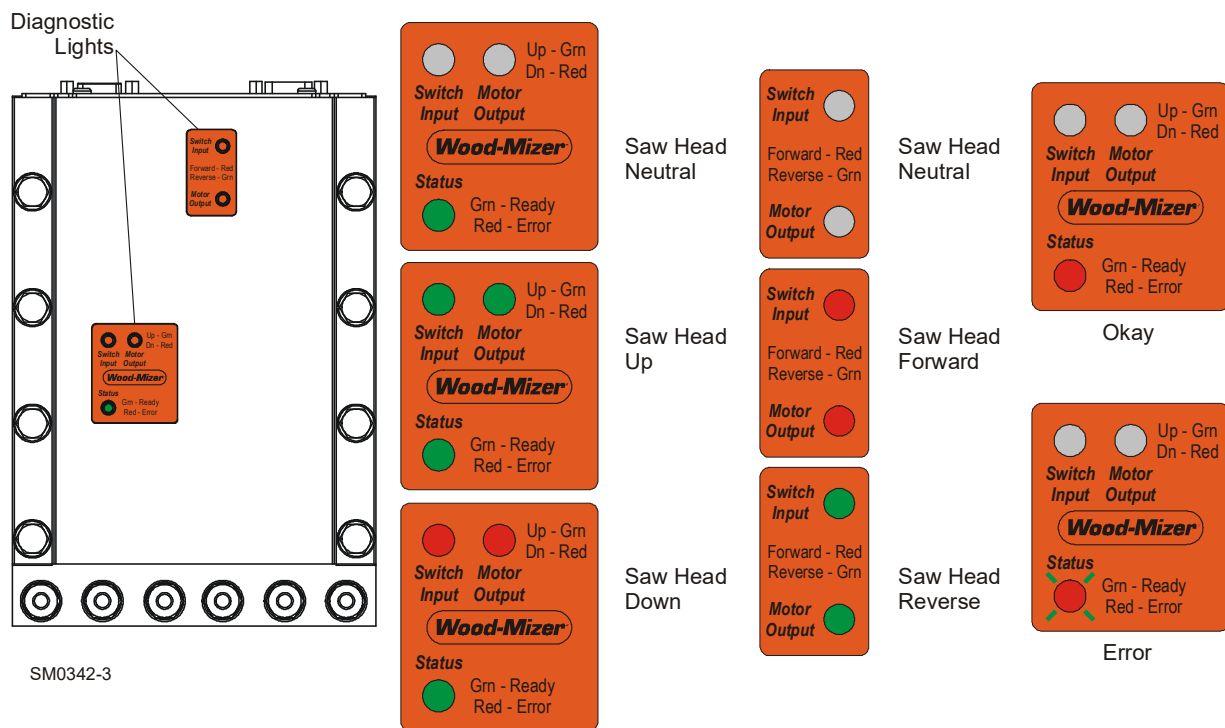 Diagnostic
Lights
Switch
Input
Forward - Red
Reverse - Grn
Motor
Output
Up - Grn
Dn - Red
Switch Motor
Input Output
Wood-Mizer
Status
Grn - Ready
Red - Error
SM0342-3
Up - Grn
Dn - Red
Switch Motor
Input Output
Wood-Mizer
Status
Grn - Ready
Red - Error
Saw Head
Neutral
Up - Grn
Dn - Red
Switch Motor
Input Output
Wood-Mizer
Status
Grn - Ready
Red - Error
Saw Head
Up
Up - Grn
Dn - Red
Switch Motor
Input Output
Wood-Mizer
Status
Grn - Ready
Red - Error
Saw Head
Down
Switch
Input
Forward - Red
Reverse - Grn
Motor
Output
Saw Head
Neutral
Switch
Input
Forward - Red
Reverse - Grn
Motor
Output
Saw Head
Forward
Switch
Input
Forward - Red
Reverse - Grn
Motor
Output
Saw Head
Reverse
Up - Grn
Dn - Red
Switch Motor
Input Output
Wood-Mizer
Status
Grn - Ready
Red - Error
Okay
Up - Grn
Dn - Red
Switch Motor
Input Output
Wood-Mizer
Status
Grn - Ready
Red - Error
Error